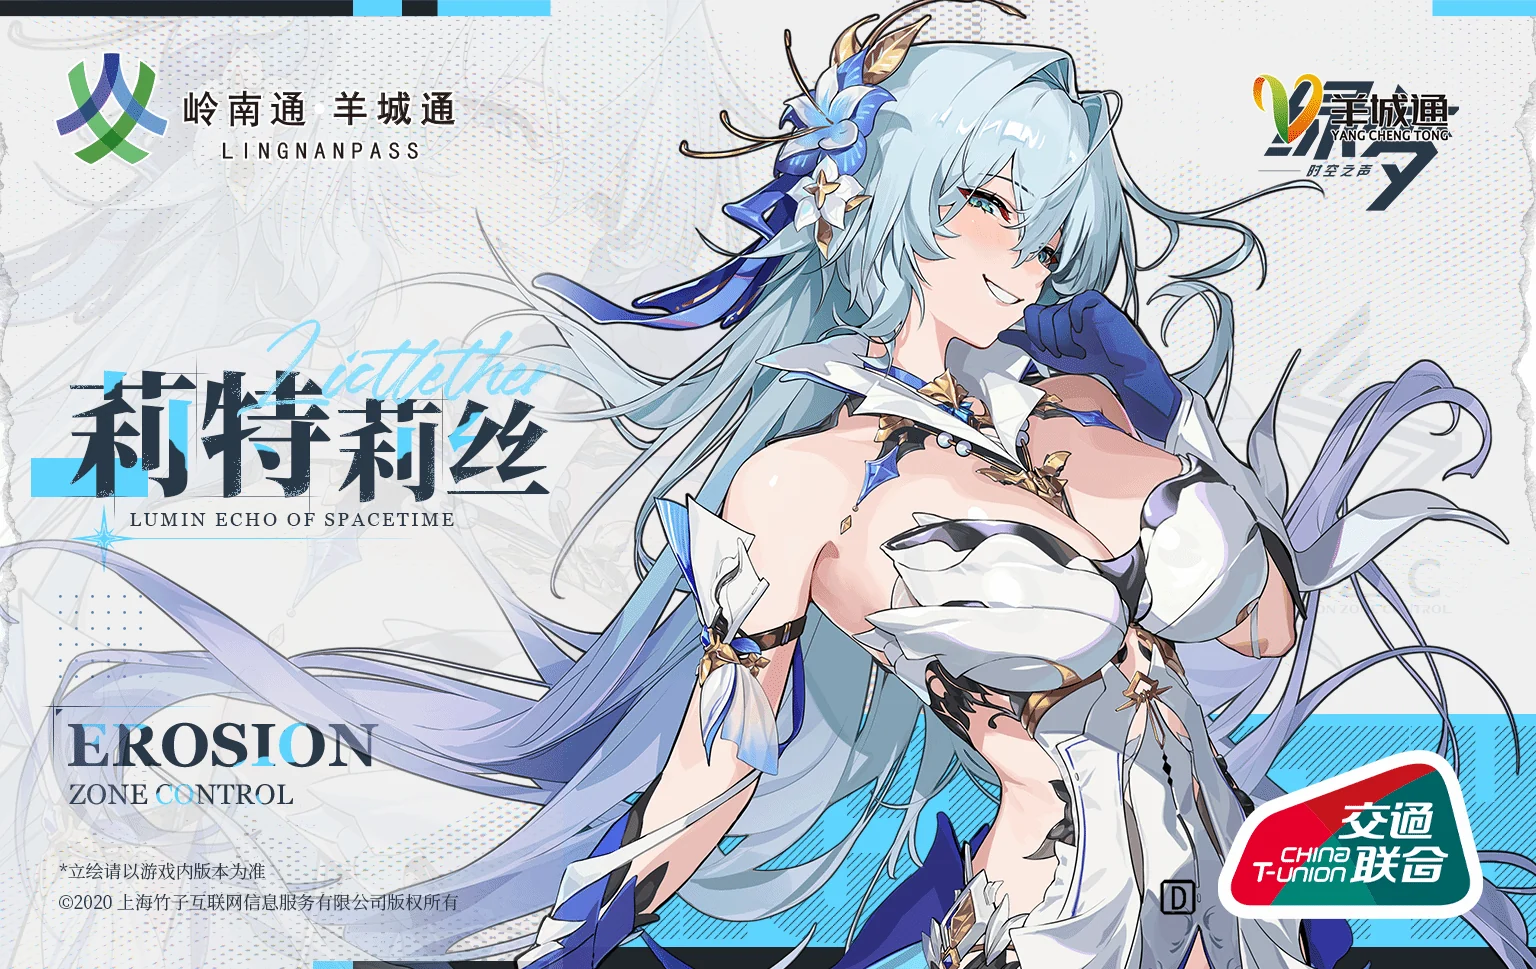 岭南通·羊城通
LINGNANPASS
羊城通
YANG CHENG TONG
时空之声
莉特莉丝
LUMIN ECHO OF SPACETIME
EROSION
ZONE CONTROL
*立绘请以游戏内版本为准
©2020 上海竹子互联网信息服务有限公司版权所有
D
交通
CHINA
T-UNION 联合